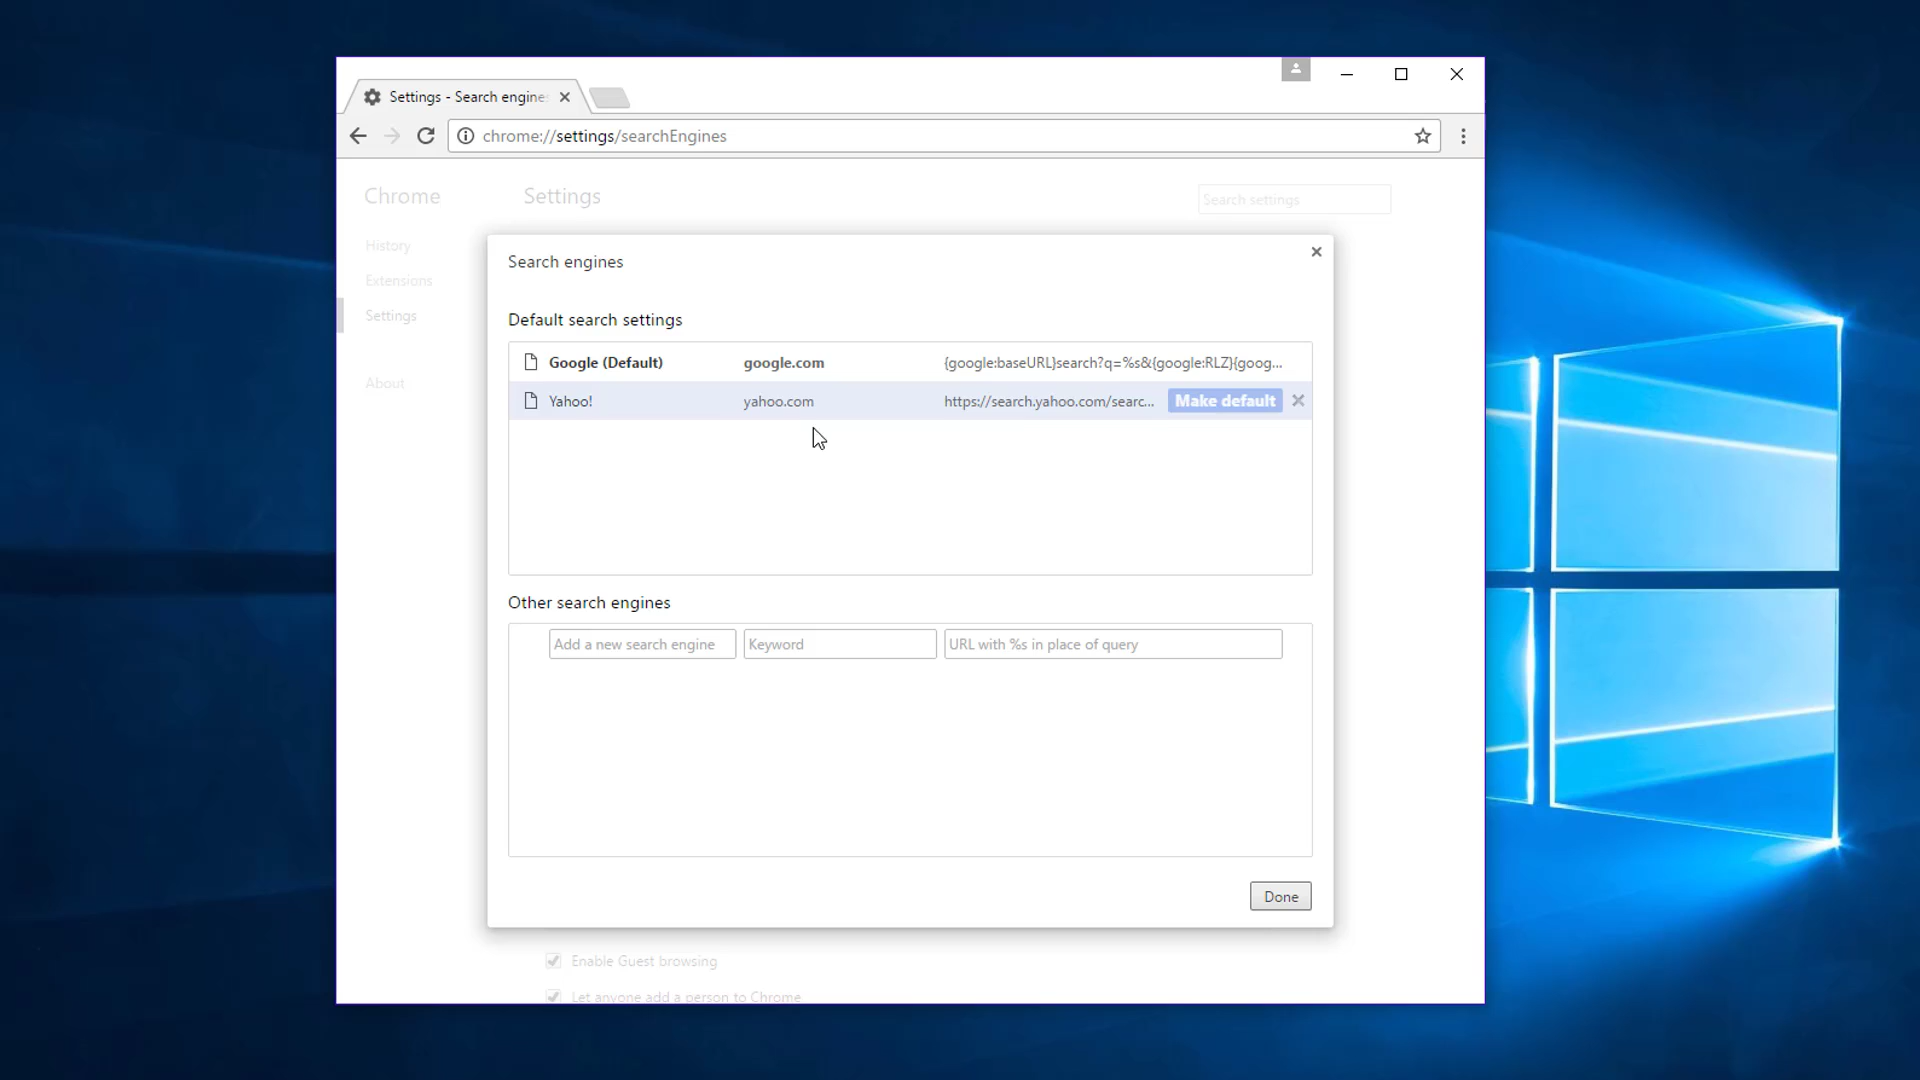 Settings - Search engine
chrome://settings/searchEngines
Chrome
Settings
Search settings
History
Extensions
Settings
About
Search engines
Default search settings
Google (Default) google.com {google:baseURL}search?q=%s&{google:RLZ}{goog...
Yahoo! yahoo.com https://search.yahoo.com/searc... Make default
Other search engines
Add a new search engine Keyword URL with %s in place of query
Done
Enable Guest browsing
Let anyone add a person to Chrome